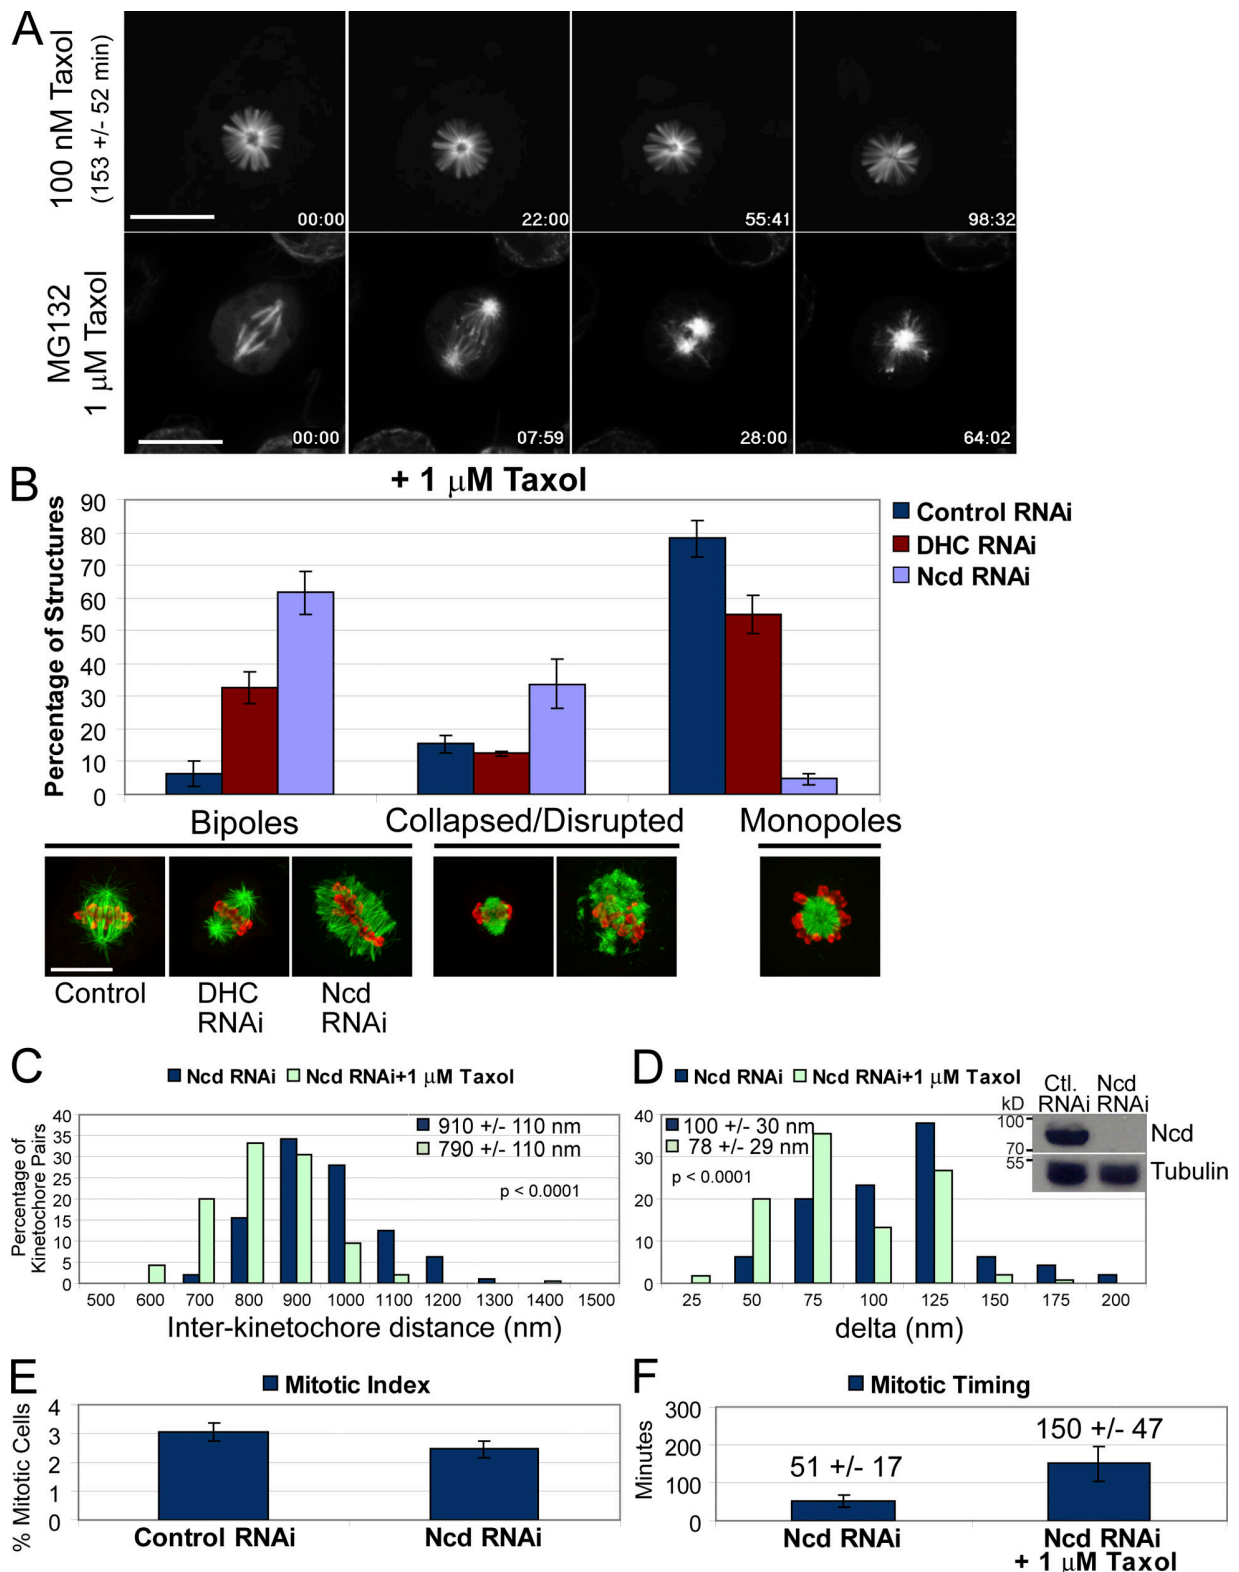 A
100 nM Taxol
(153 +/- 52 min)
00:00
22:00
55:41
98:32
MG132
1 μM Taxol
00:00
07:59
28:00
64:02
B
+ 1 μM Taxol
Percentage of Structures
90
80
70
60
50
40
30
20
10
0
Control RNAi
DHC RNAi
Ncd RNAi
Bipoles
Collapsed/Disrupted
Monopoles
Control
DHC RNAi
Ncd RNAi
C
Ncd RNAi
Ncd RNAi+1 μM Taxol
910 +/- 110 nm
790 +/- 110 nm
p < 0.0001
Percentage of Kinetochore Pairs
40
35
30
25
20
15
10
5
0
500 600 700 800 900 1000 1100 1200 1300 1400 1500
Inter-kinetochore distance (nm)
D
Ncd RNAi
Ncd RNAi+1 μM Taxol
100 +/- 30 nm
78 +/- 29 nm
p < 0.0001
40
30
20
10
0
25 50 75 100 125 150 175 200
delta (nm)
Ctl. RNAi
Ncd RNAi
kD
100
70
55
Ncd
Tubulin
E
Mitotic Index
% Mitotic Cells
4
3
2
1
0
Control RNAi
Ncd RNAi
F
Mitotic Timing
Minutes
300
200
100
0
51 +/- 17
150 +/- 47
Ncd RNAi
Ncd RNAi
+ 1 μM Taxol